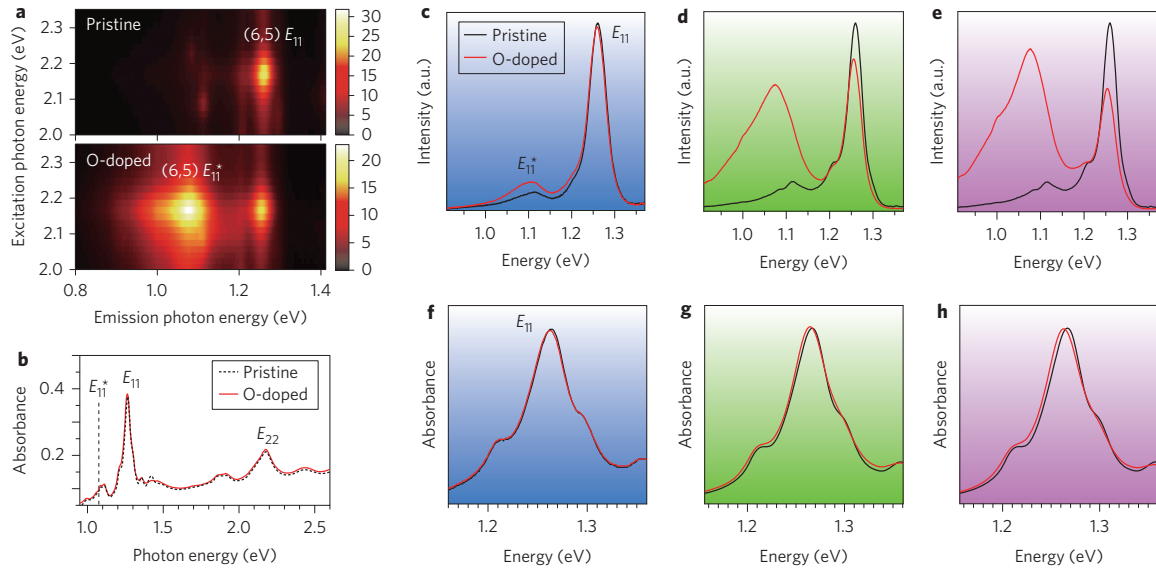 a
Excitation photon energy (eV)
2.3
2.2
2.1
2.0
Pristine
(6,5) E11
30
25
20
15
10
5
0
2.3
2.2
2.1
2.0
O-doped
(6,5) E11*
20
15
10
5
0
0.8 1.0 1.2 1.4
Emission photon energy (eV)
b
Absorbance
0.4
0.2
E11*
E11
E22
Pristine
O-doped
1.0 1.5 2.0 2.5
Photon energy (eV)
c
Intensity (a.u.)
Pristine
O-doped
E11
E11*
1.0 1.1 1.2 1.3
Energy (eV)
d
Intensity (a.u.)
1.0 1.1 1.2 1.3
Energy (eV)
e
Intensity (a.u.)
1.0 1.1 1.2 1.3
Energy (eV)
f
Absorbance
E11
1.2 1.3
Energy (eV)
g
Absorbance
1.2 1.3
Energy (eV)
h
Absorbance
1.2 1.3
Energy (eV)